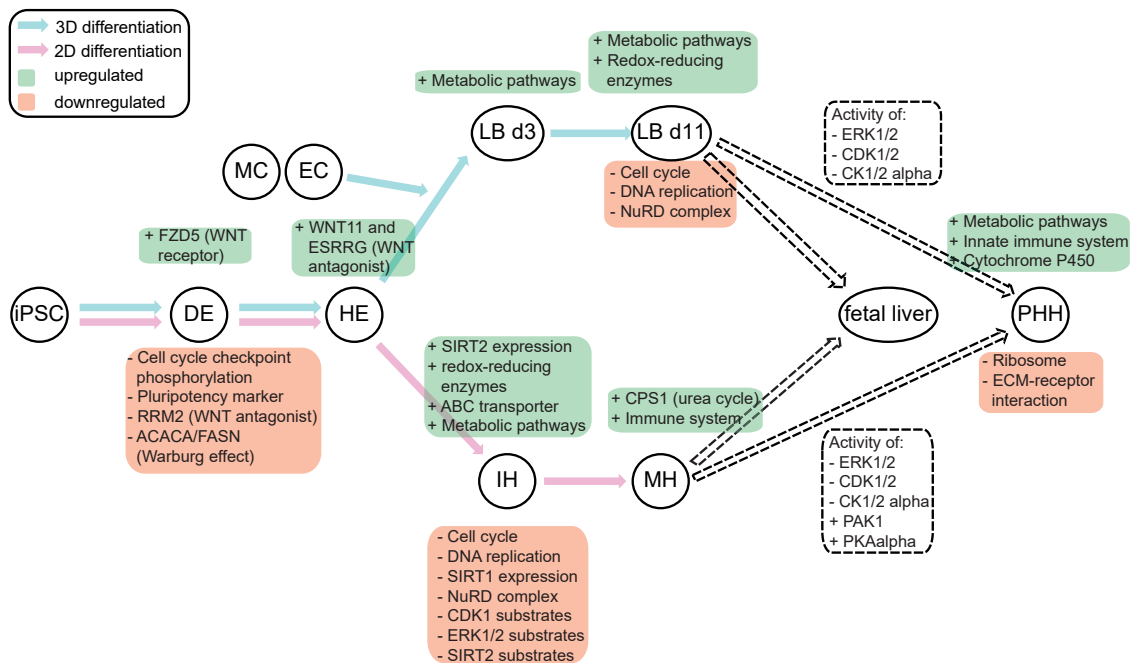 3D differentiation
2D differentiation
upregulated
downregulated
+ Metabolic pathways
+ Metabolic pathways
+ Redox-reducing
enzymes
LB d3
LB d11
Activity of:
- ERK1/2
- CDK1/2
- CK1/2 alpha
MC
EC
- Cell cycle
- DNA replication
- NuRD complex
+ FZD5 (WNT
receptor)
+ WNT11 and
ESRRG (WNT
antagonist)
+ Metabolic pathways
+ Innate immune system
+ Cytochrome P450
iPSC
DE
HE
fetal liver
PHH
- Cell cycle checkpoint
phosphorylation
- Pluripotency marker
- RRM2 (WNT antagonist)
- ACACA/FASN
(Warburg effect)
+ SIRT2 expression
+ redox-reducing
enzymes
+ ABC transporter
+ Metabolic pathways
+ CPS1 (urea cycle)
+ Immune system
- Ribosome
- ECM-receptor
interaction
IH
MH
Activity of:
- ERK1/2
- CDK1/2
- CK1/2 alpha
+ PAK1
+ PKAalpha
- Cell cycle
- DNA replication
- SIRT1 expression
- NuRD complex
- CDK1 substrates
- ERK1/2 substrates
- SIRT2 substrates